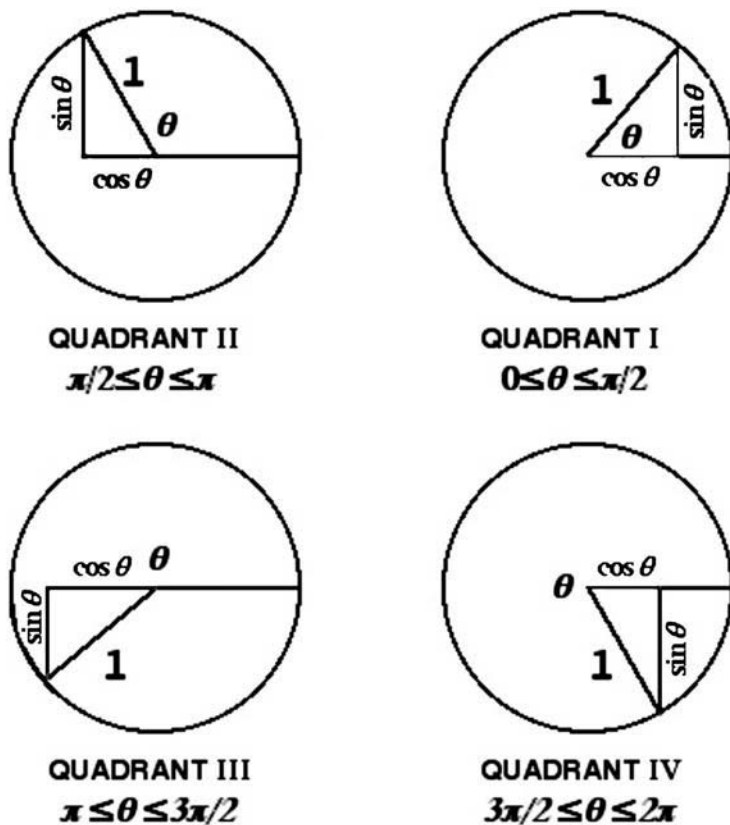 sin θ
1
θ
cos θ
QUADRANT II
π/2≤θ≤π
1
θ
sin θ
cos θ
QUADRANT I
0≤θ≤π/2
cos θ
θ
sin θ
1
QUADRANT III
π≤θ≤3π/2
θ
cos θ
1
sin θ
QUADRANT IV
3π/2≤θ≤2π